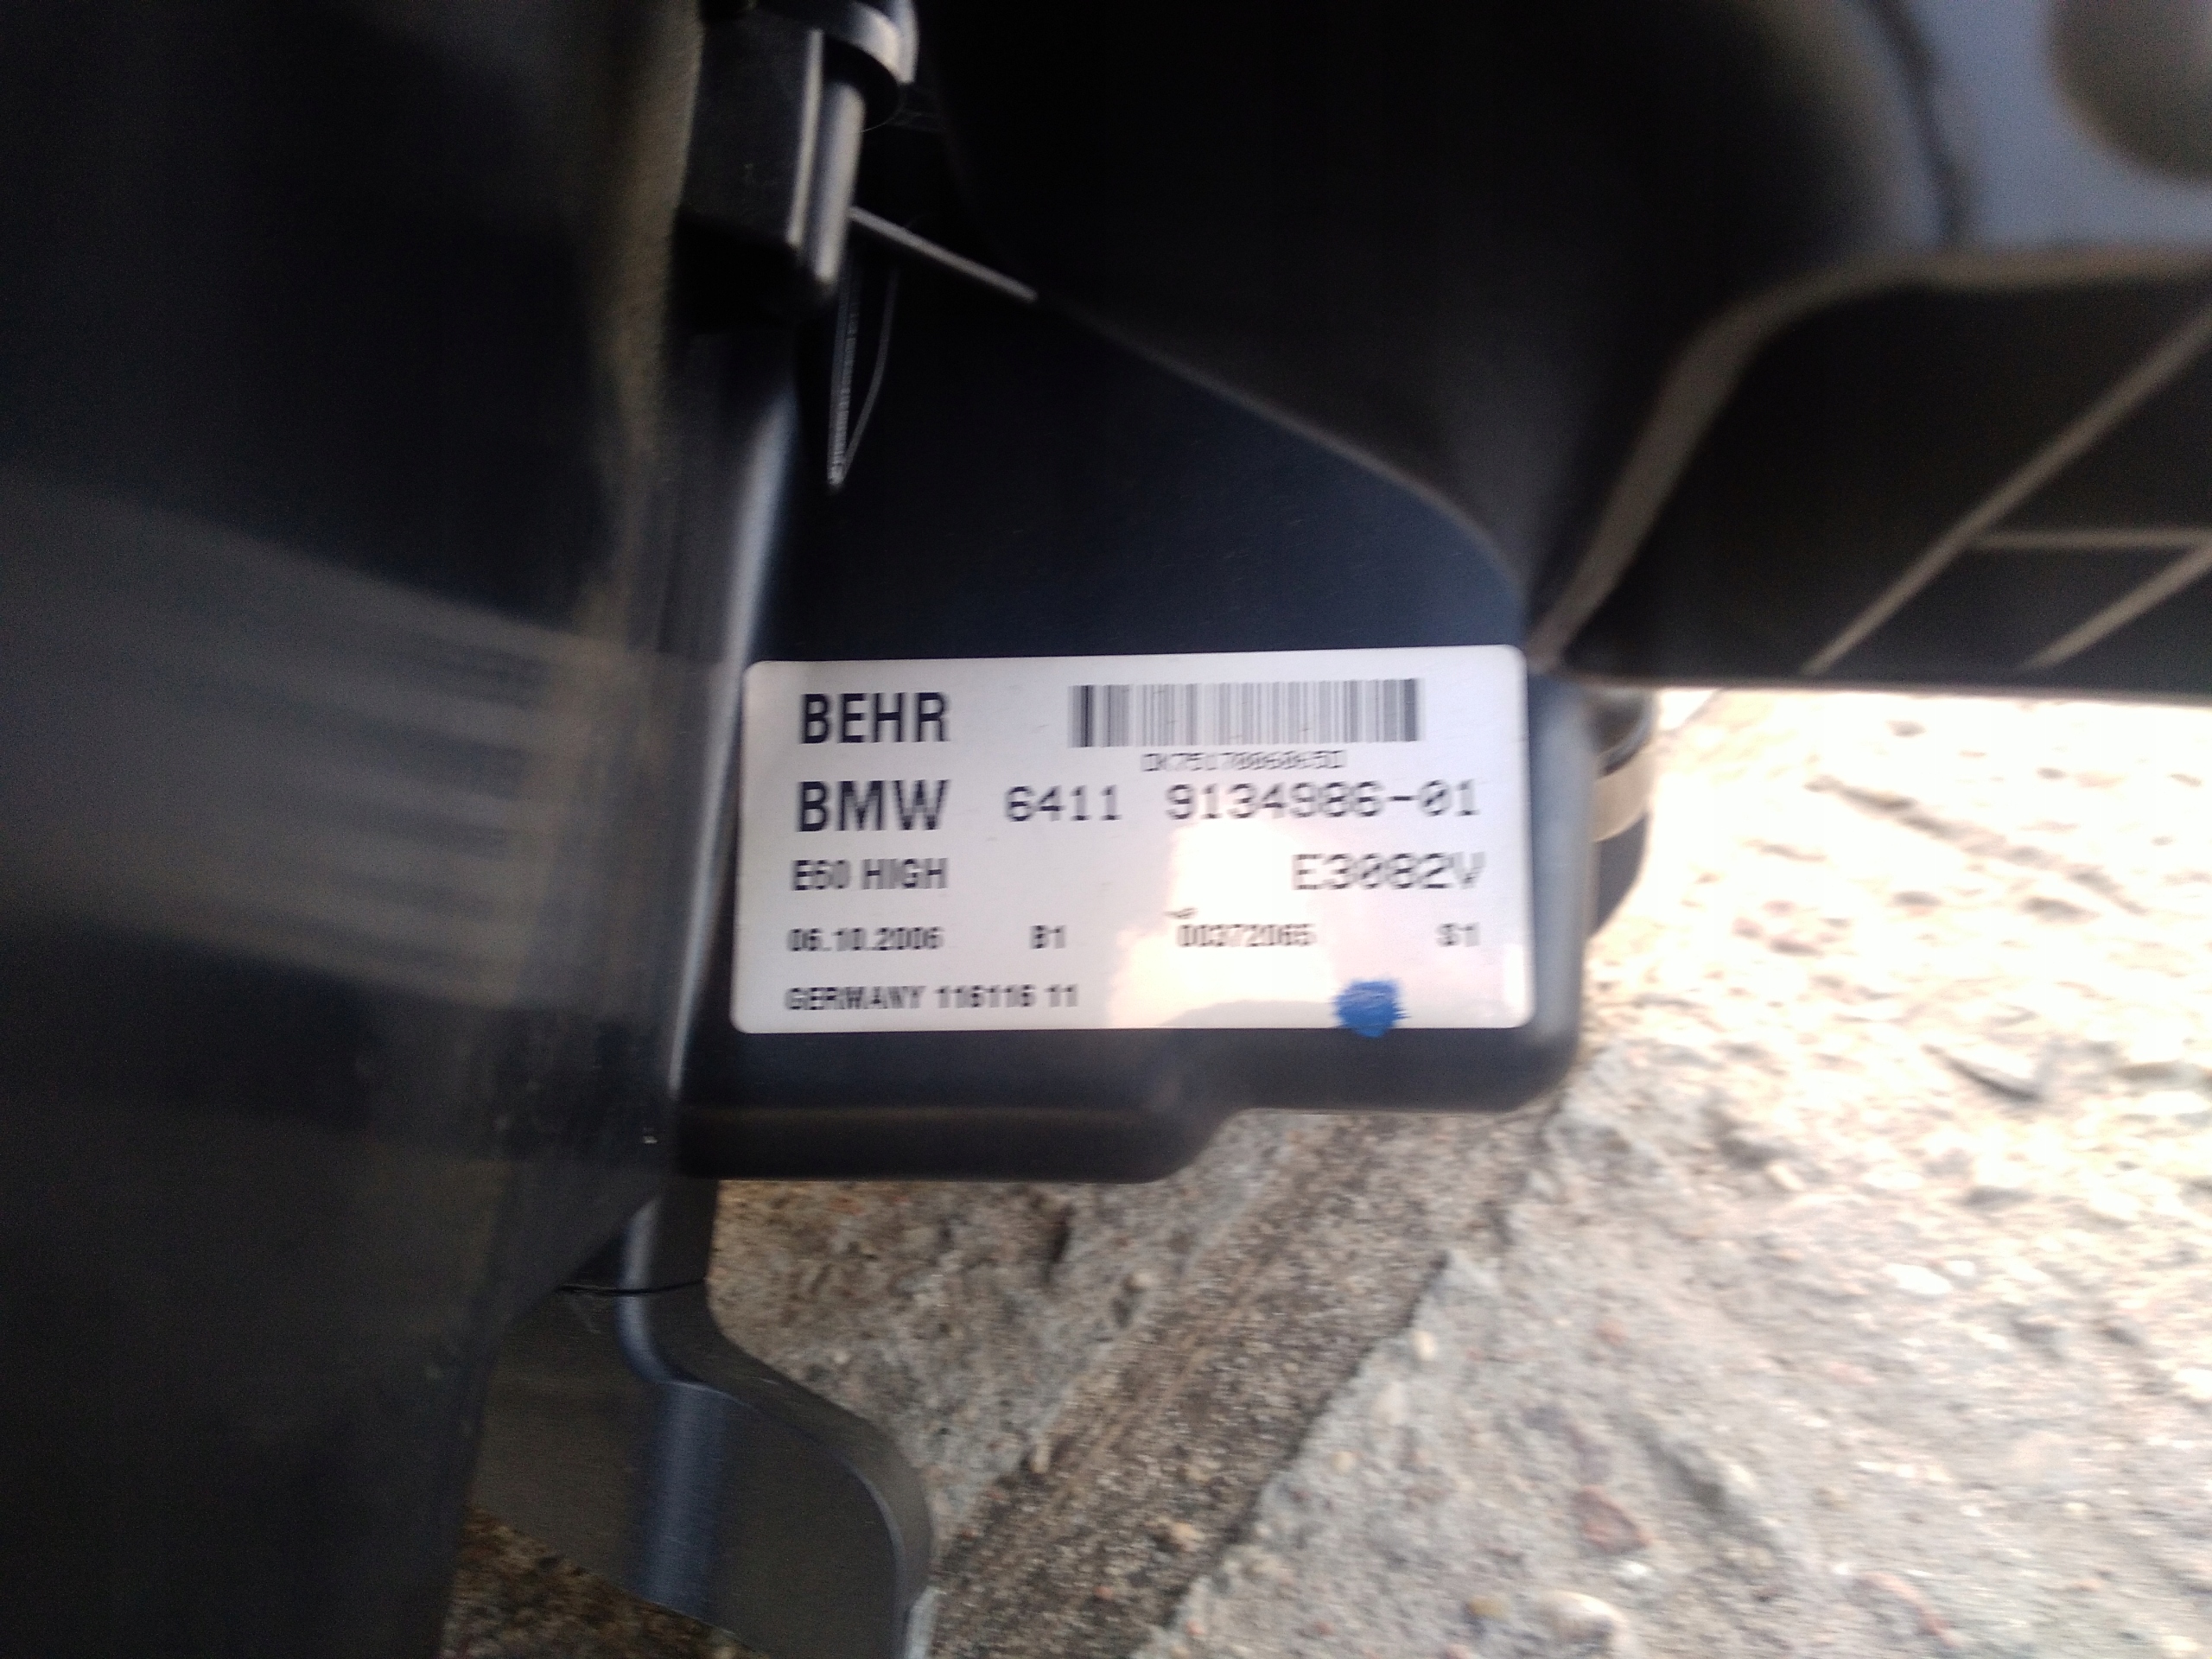 BEHR
BMW 6411 9134986-01
E60 HIGH E3082V
06.10.2006 B1 00372065 S1
GERMANY 116116 11